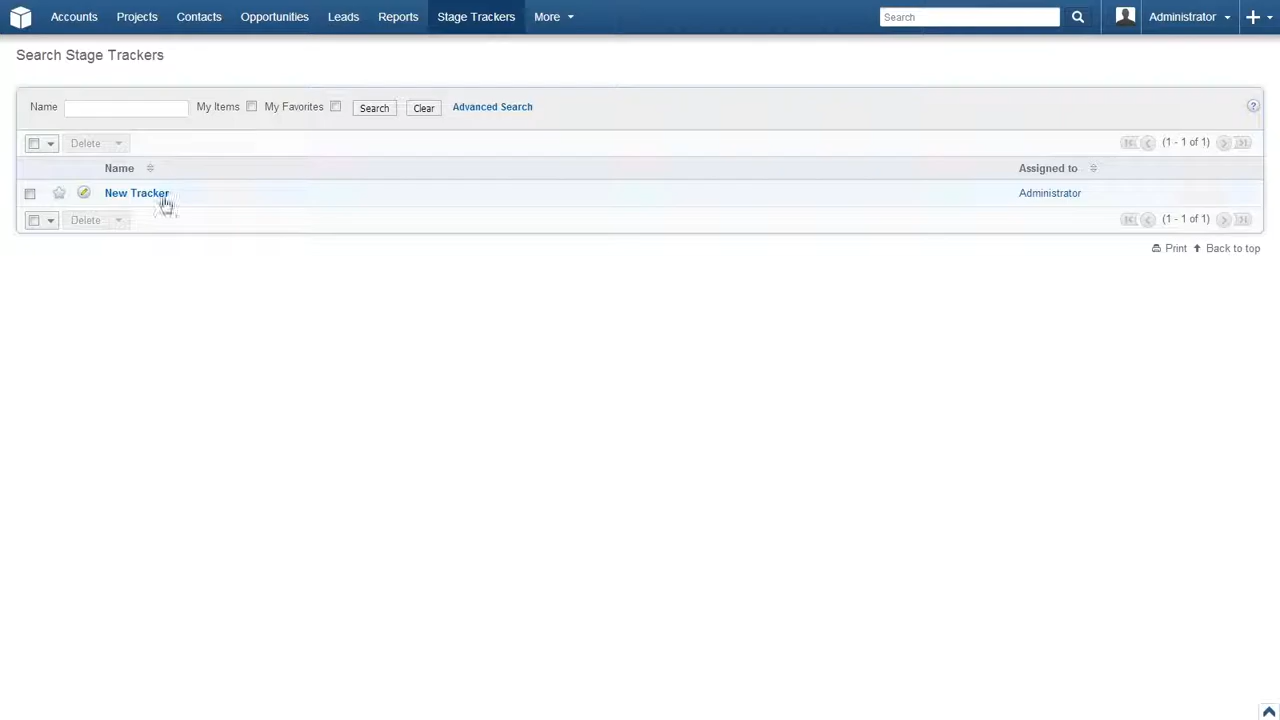 Accounts Projects Contacts Opportunities Leads Reports Stage Trackers More Search Administrator
Search Stage Trackers
Name My Items My Favorites Search Clear Advanced Search ?
Delete (1 - 1 of 1)
Name Assigned to
New Tracker Administrator
Delete (1 - 1 of 1)
Print Back to top